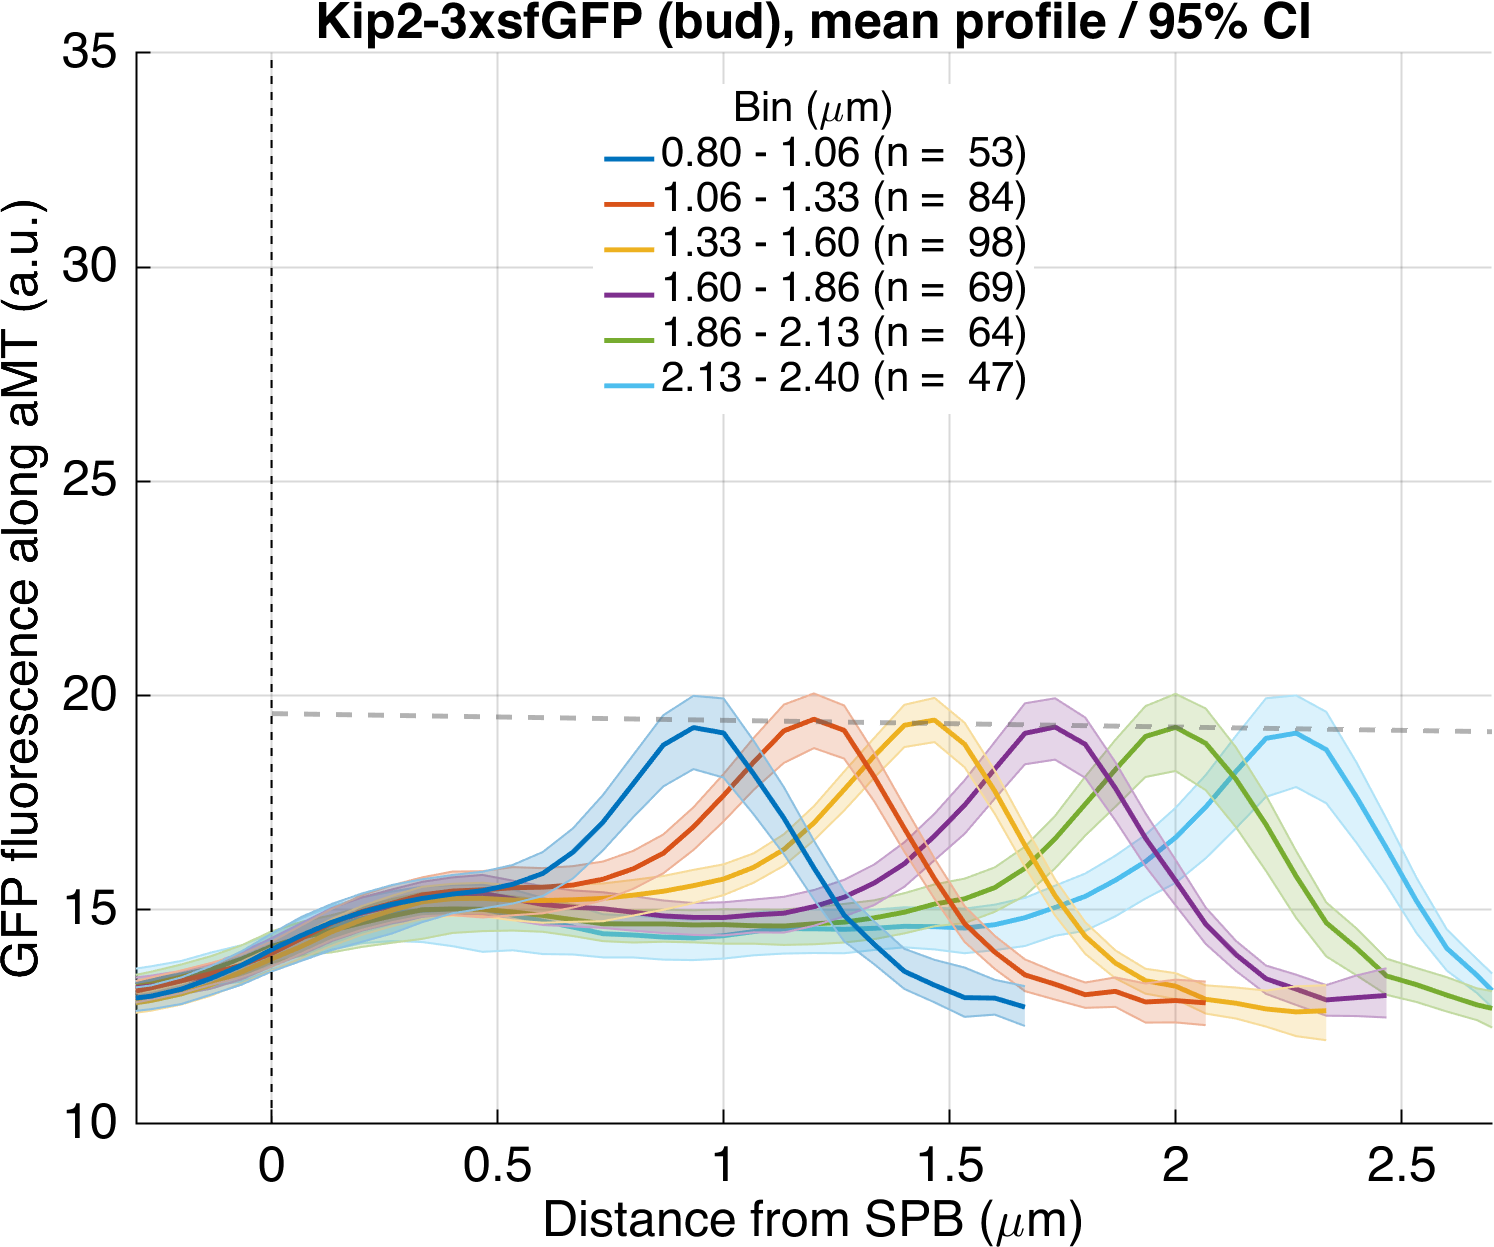 Kip2-3xsfGFP (bud), mean profile / 95% CI
GFP fluorescence along aMT (a.u.)
35
30
25
20
15
10
Bin (μm)
0.80 - 1.06 (n = 53)
1.06 - 1.33 (n = 84)
1.33 - 1.60 (n = 98)
1.60 - 1.86 (n = 69)
1.86 - 2.13 (n = 64)
2.13 - 2.40 (n = 47)
0 0.5 1 1.5 2 2.5
Distance from SPB (μm)